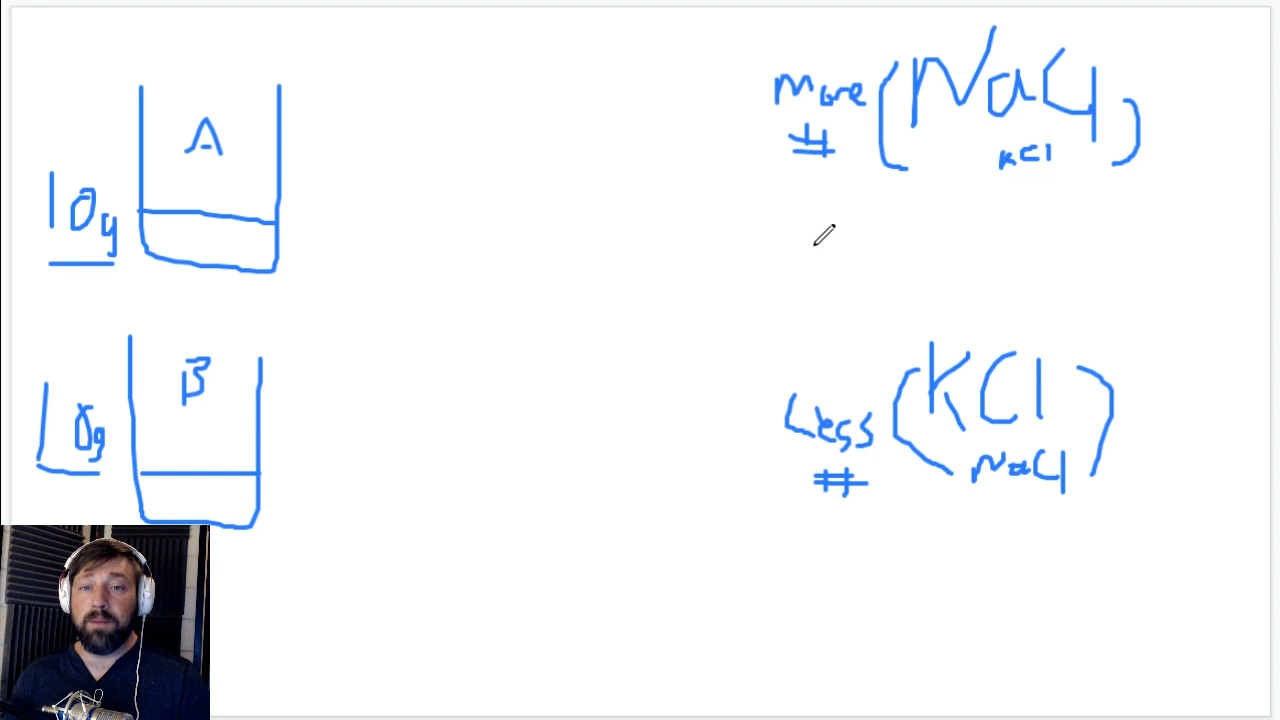 A
10g
More (NaCl
KCl)
#
B
10g
Less (KCl
NaCl)
#